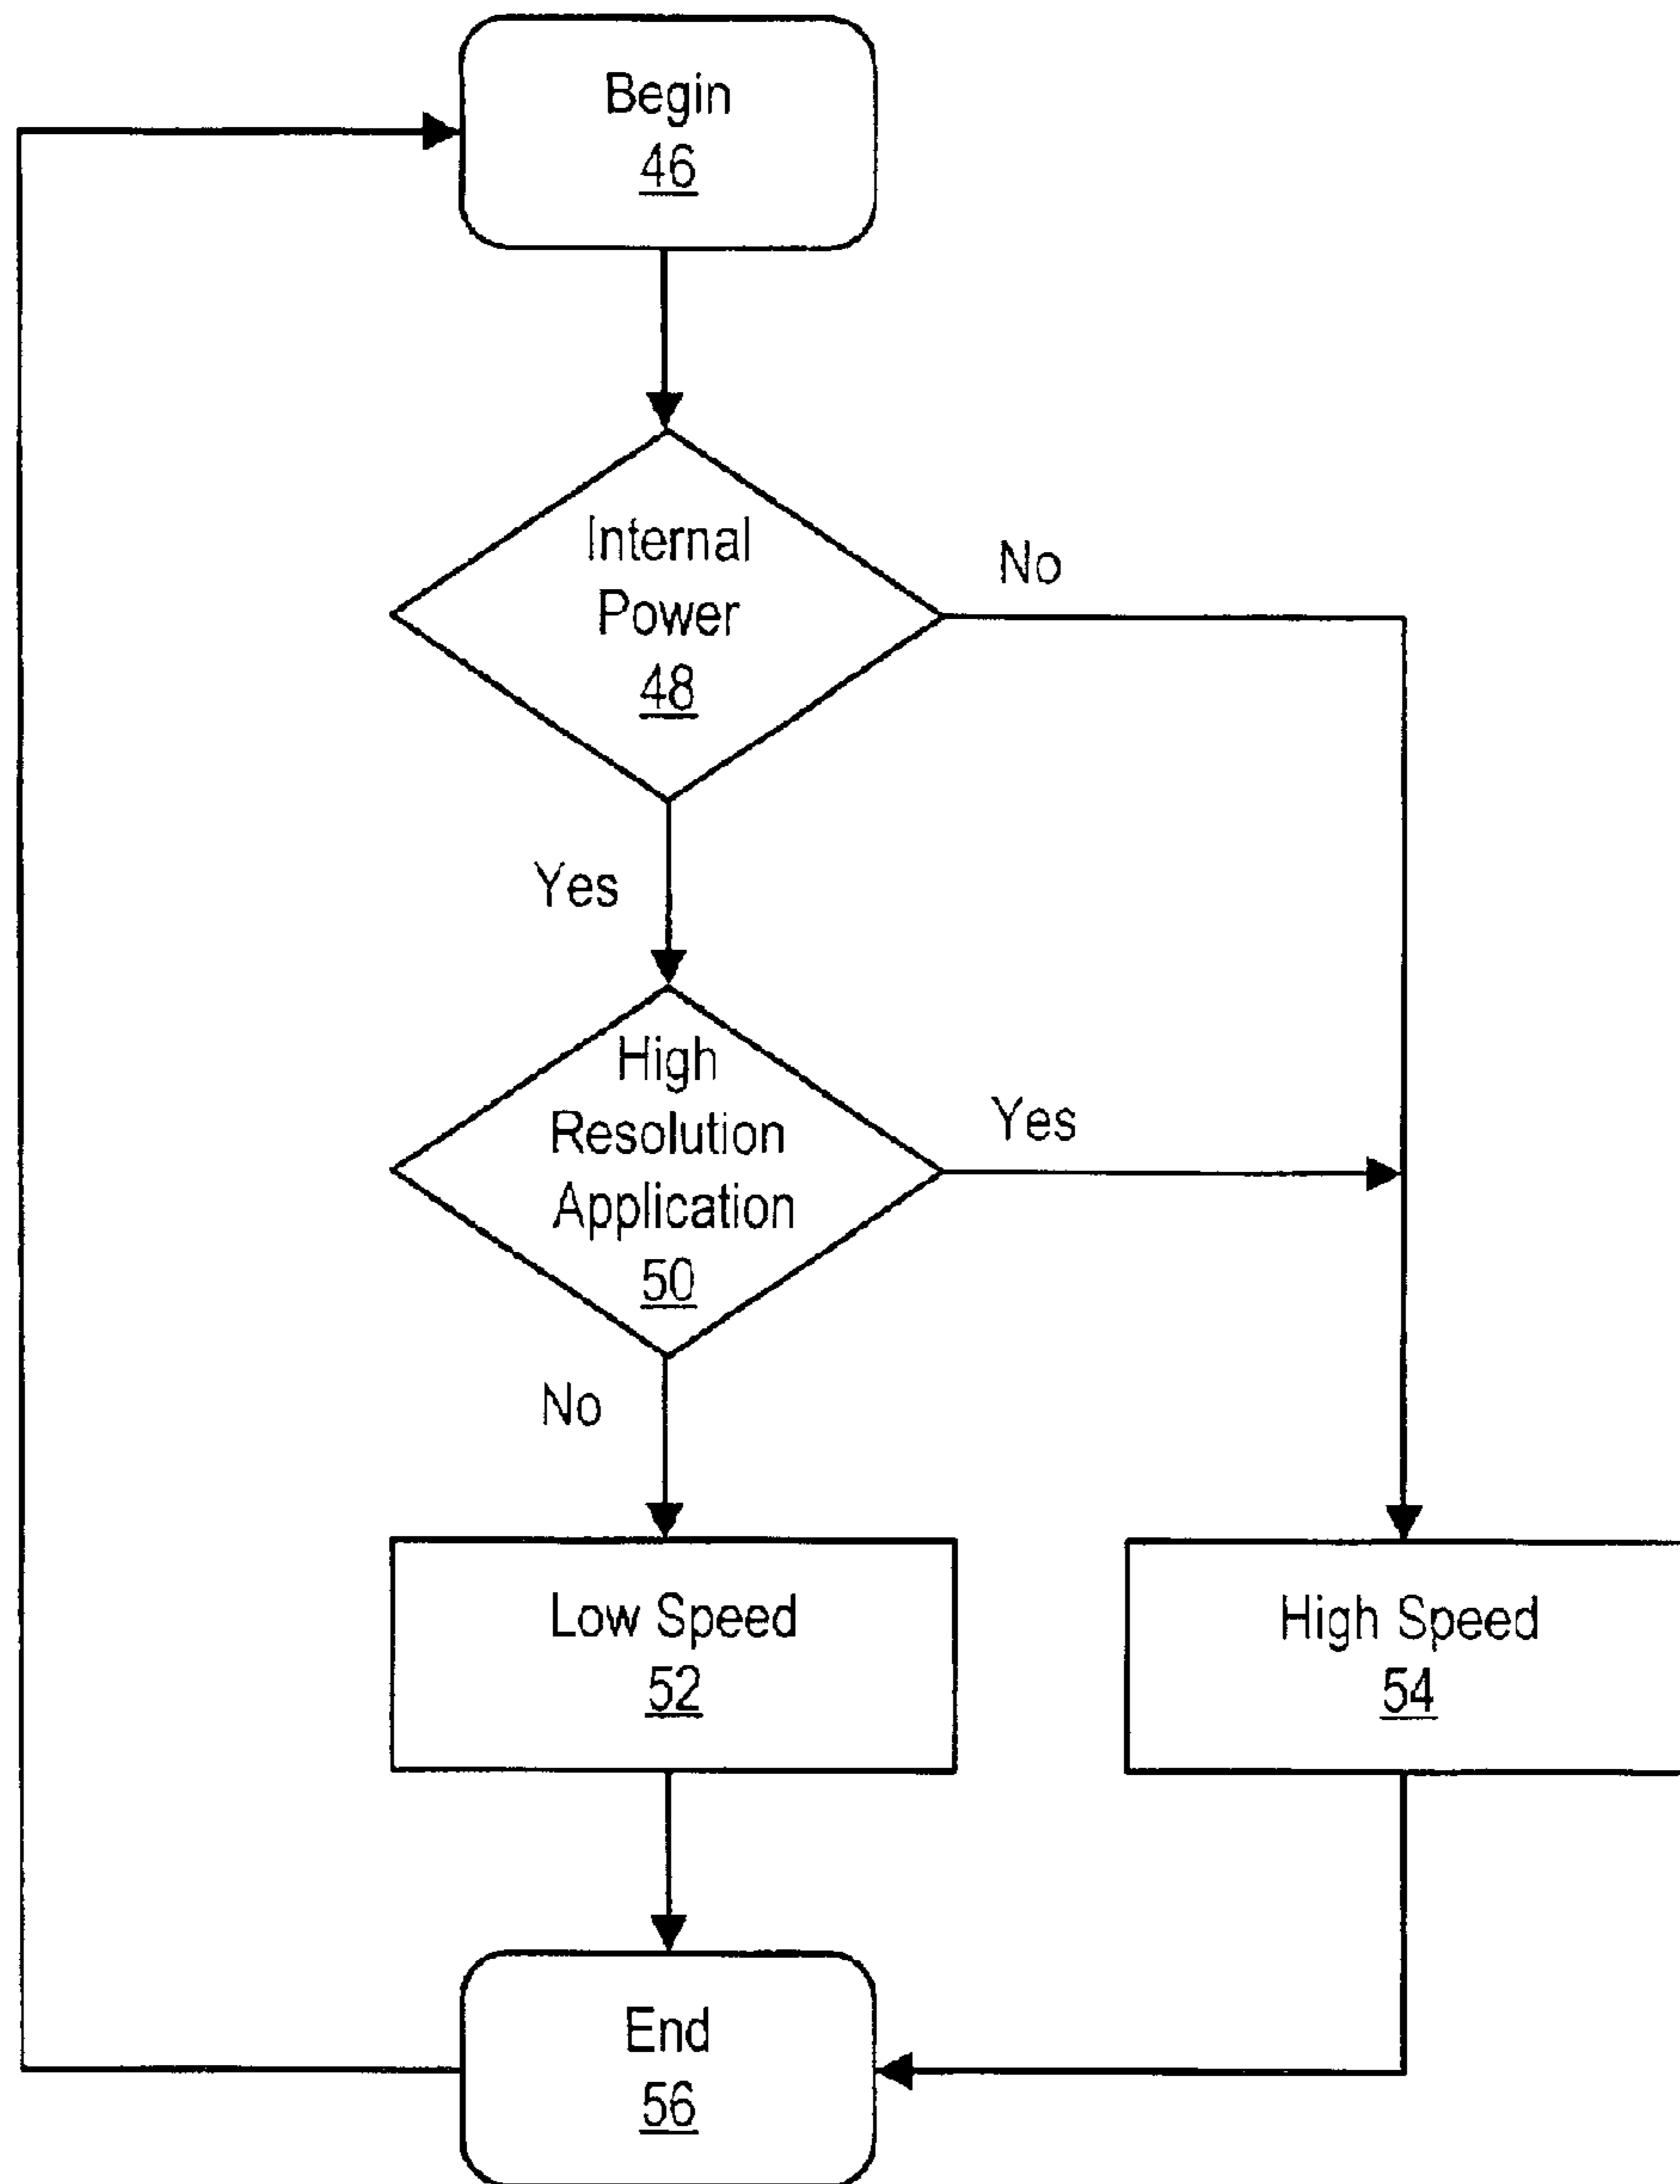 Begin
46
Internal
Power
48
No
Yes
High
Resolution
Application
50
Yes
No
Low Speed
52
High Speed
54
End
56